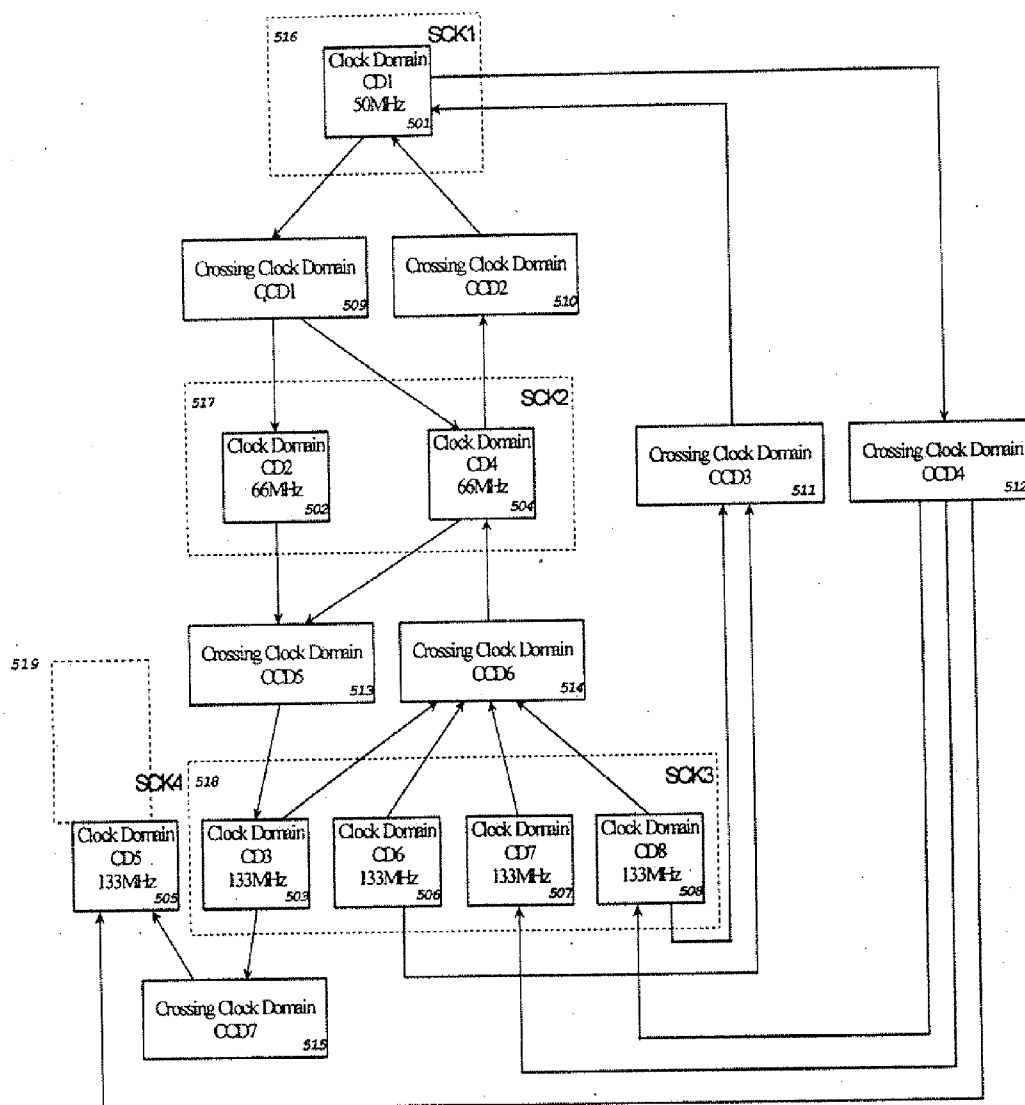 516
SCK1
Clock Domain
CD1
50MHz
501
Crossing Clock Domain
CCD1
509
Crossing Clock Domain
CCD2
510
517
SCK2
Clock Domain
CD2
66MHz
502
Clock Domain
CD4
66MHz
504
Crossing Clock Domain
CCD3
511
Crossing Clock Domain
CCD4
512
519
SCK4
Crossing Clock Domain
CCD5
513
Crossing Clock Domain
CCD6
514
518
SCK3
Clock Domain
CD5
133MHz
505
Clock Domain
CD3
133MHz
503
Clock Domain
CD6
133MHz
506
Clock Domain
CD7
133MHz
507
Clock Domain
CD8
133MHz
508
Crossing Clock Domain
CCD7
515